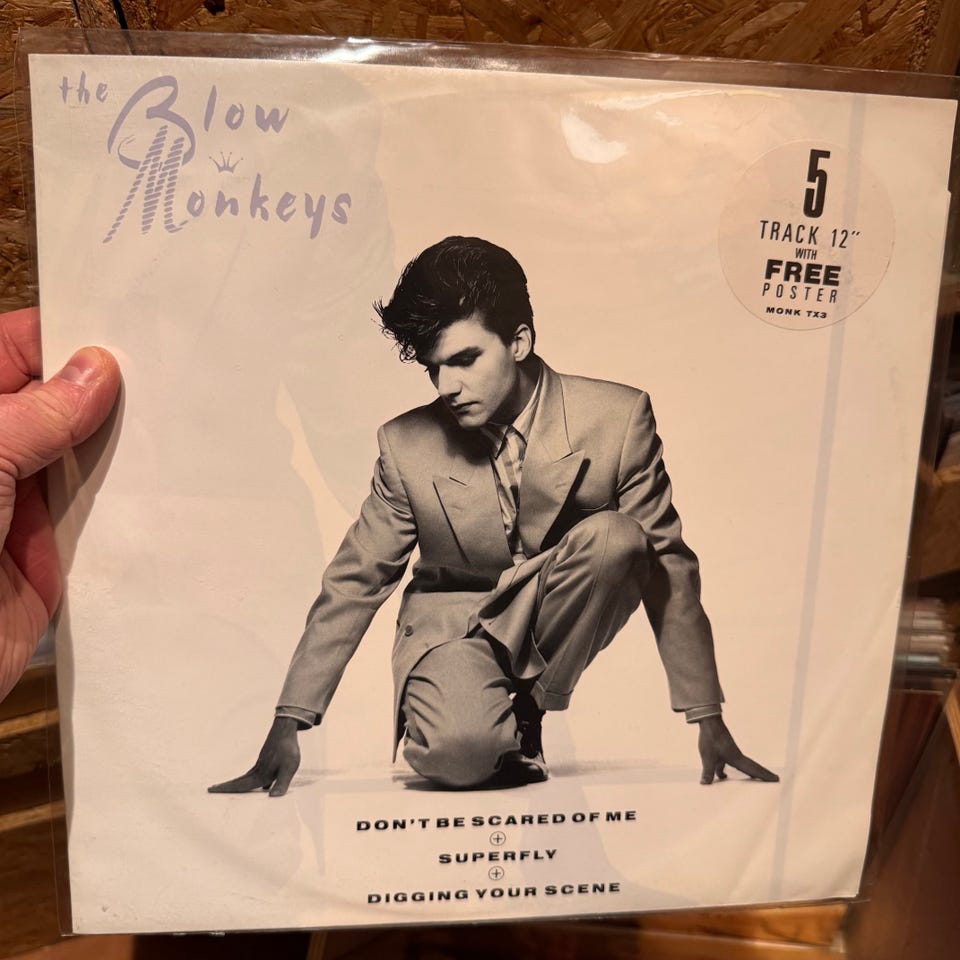 the Blow
Monkeys
5
TRACK 12"
WITH
FREE
POSTER
MONK TX3
DON'T BE SCARED OF ME
+
SUPERFLY
+
DIGGING YOUR SCENE